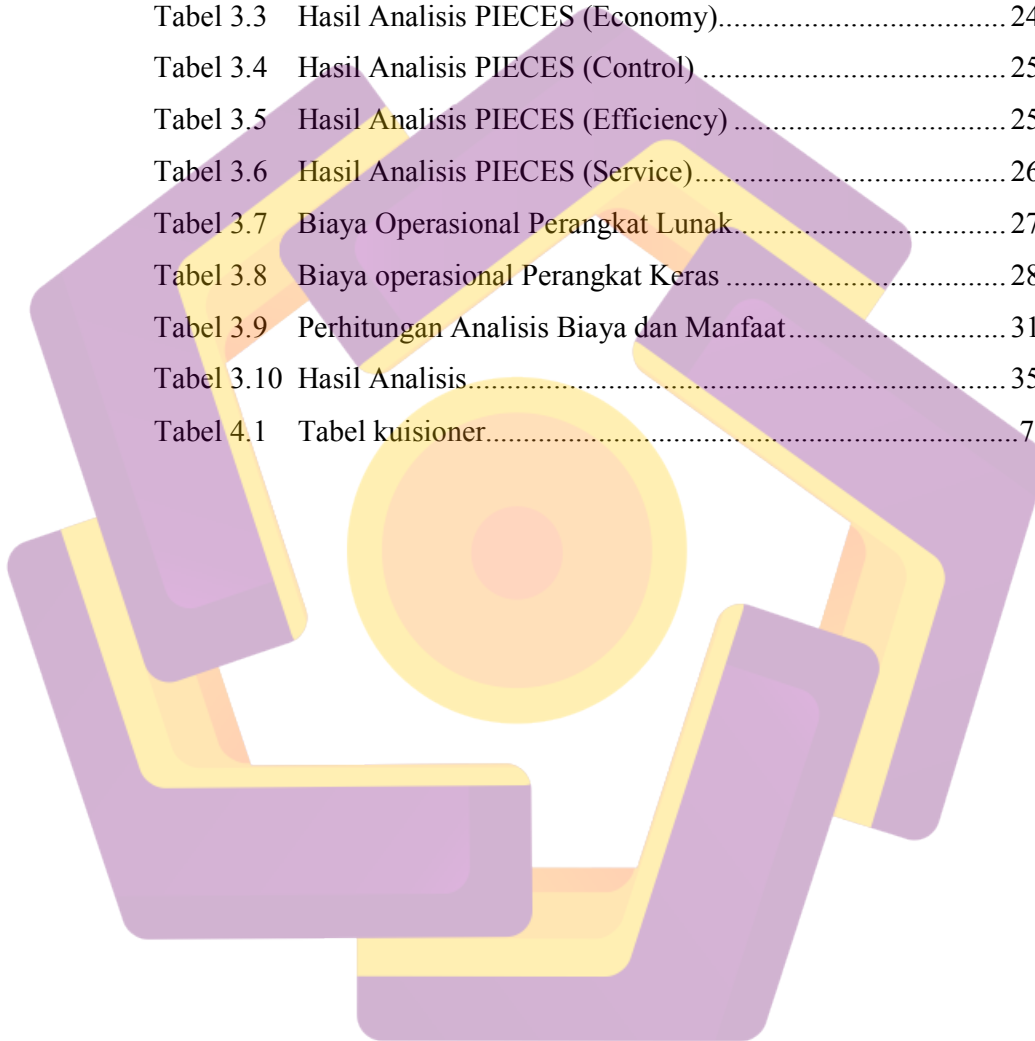 Tabel 3.3 Hasil Analisis PIECES (Economy)........................................ 24
Tabel 3.4 Hasil Analisis PIECES (Control) ........................................... 25
Tabel 3.5 Hasil Analisis PIECES (Efficiency) ...................................... 25
Tabel 3.6 Hasil Analisis PIECES (Service)............................................ 26
Tabel 3.7 Biaya Operasional Perangkat Lunak...................................... 27
Tabel 3.8 Biaya operasional Perangkat Keras ....................................... 28
Tabel 3.9 Perhitungan Analisis Biaya dan Manfaat............................... 31
Tabel 3.10 Hasil Analisis......................................................................... 35
Tabel 4.1 Tabel kuisioner........................................................................7